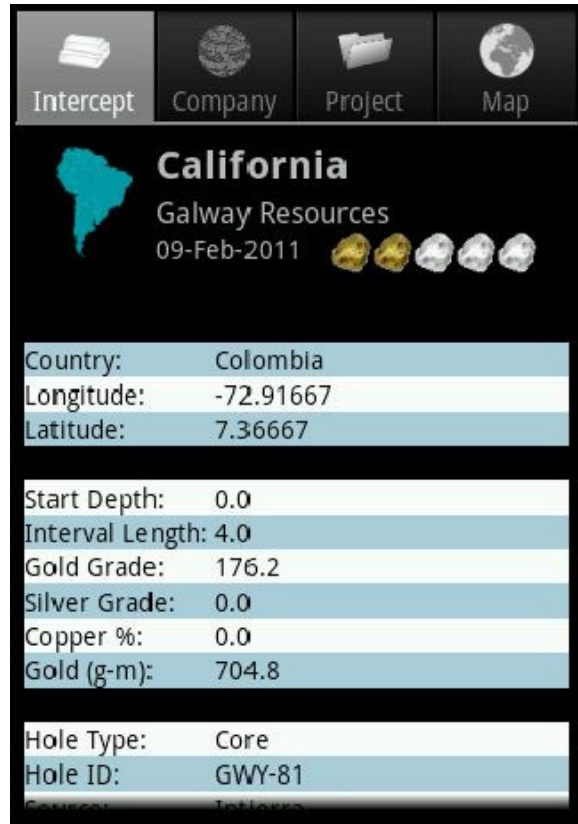 Intercept Company Project Map
California
Galway Resources
09-Feb-2011
Country: Colombia
Longitude: -72.91667
Latitude: 7.36667
Start Depth: 0.0
Interval Length: 4.0
Gold Grade: 176.2
Silver Grade: 0.0
Copper %: 0.0
Gold (g-m): 704.8
Hole Type: Core
Hole ID: GWY-81
Source: Intierra